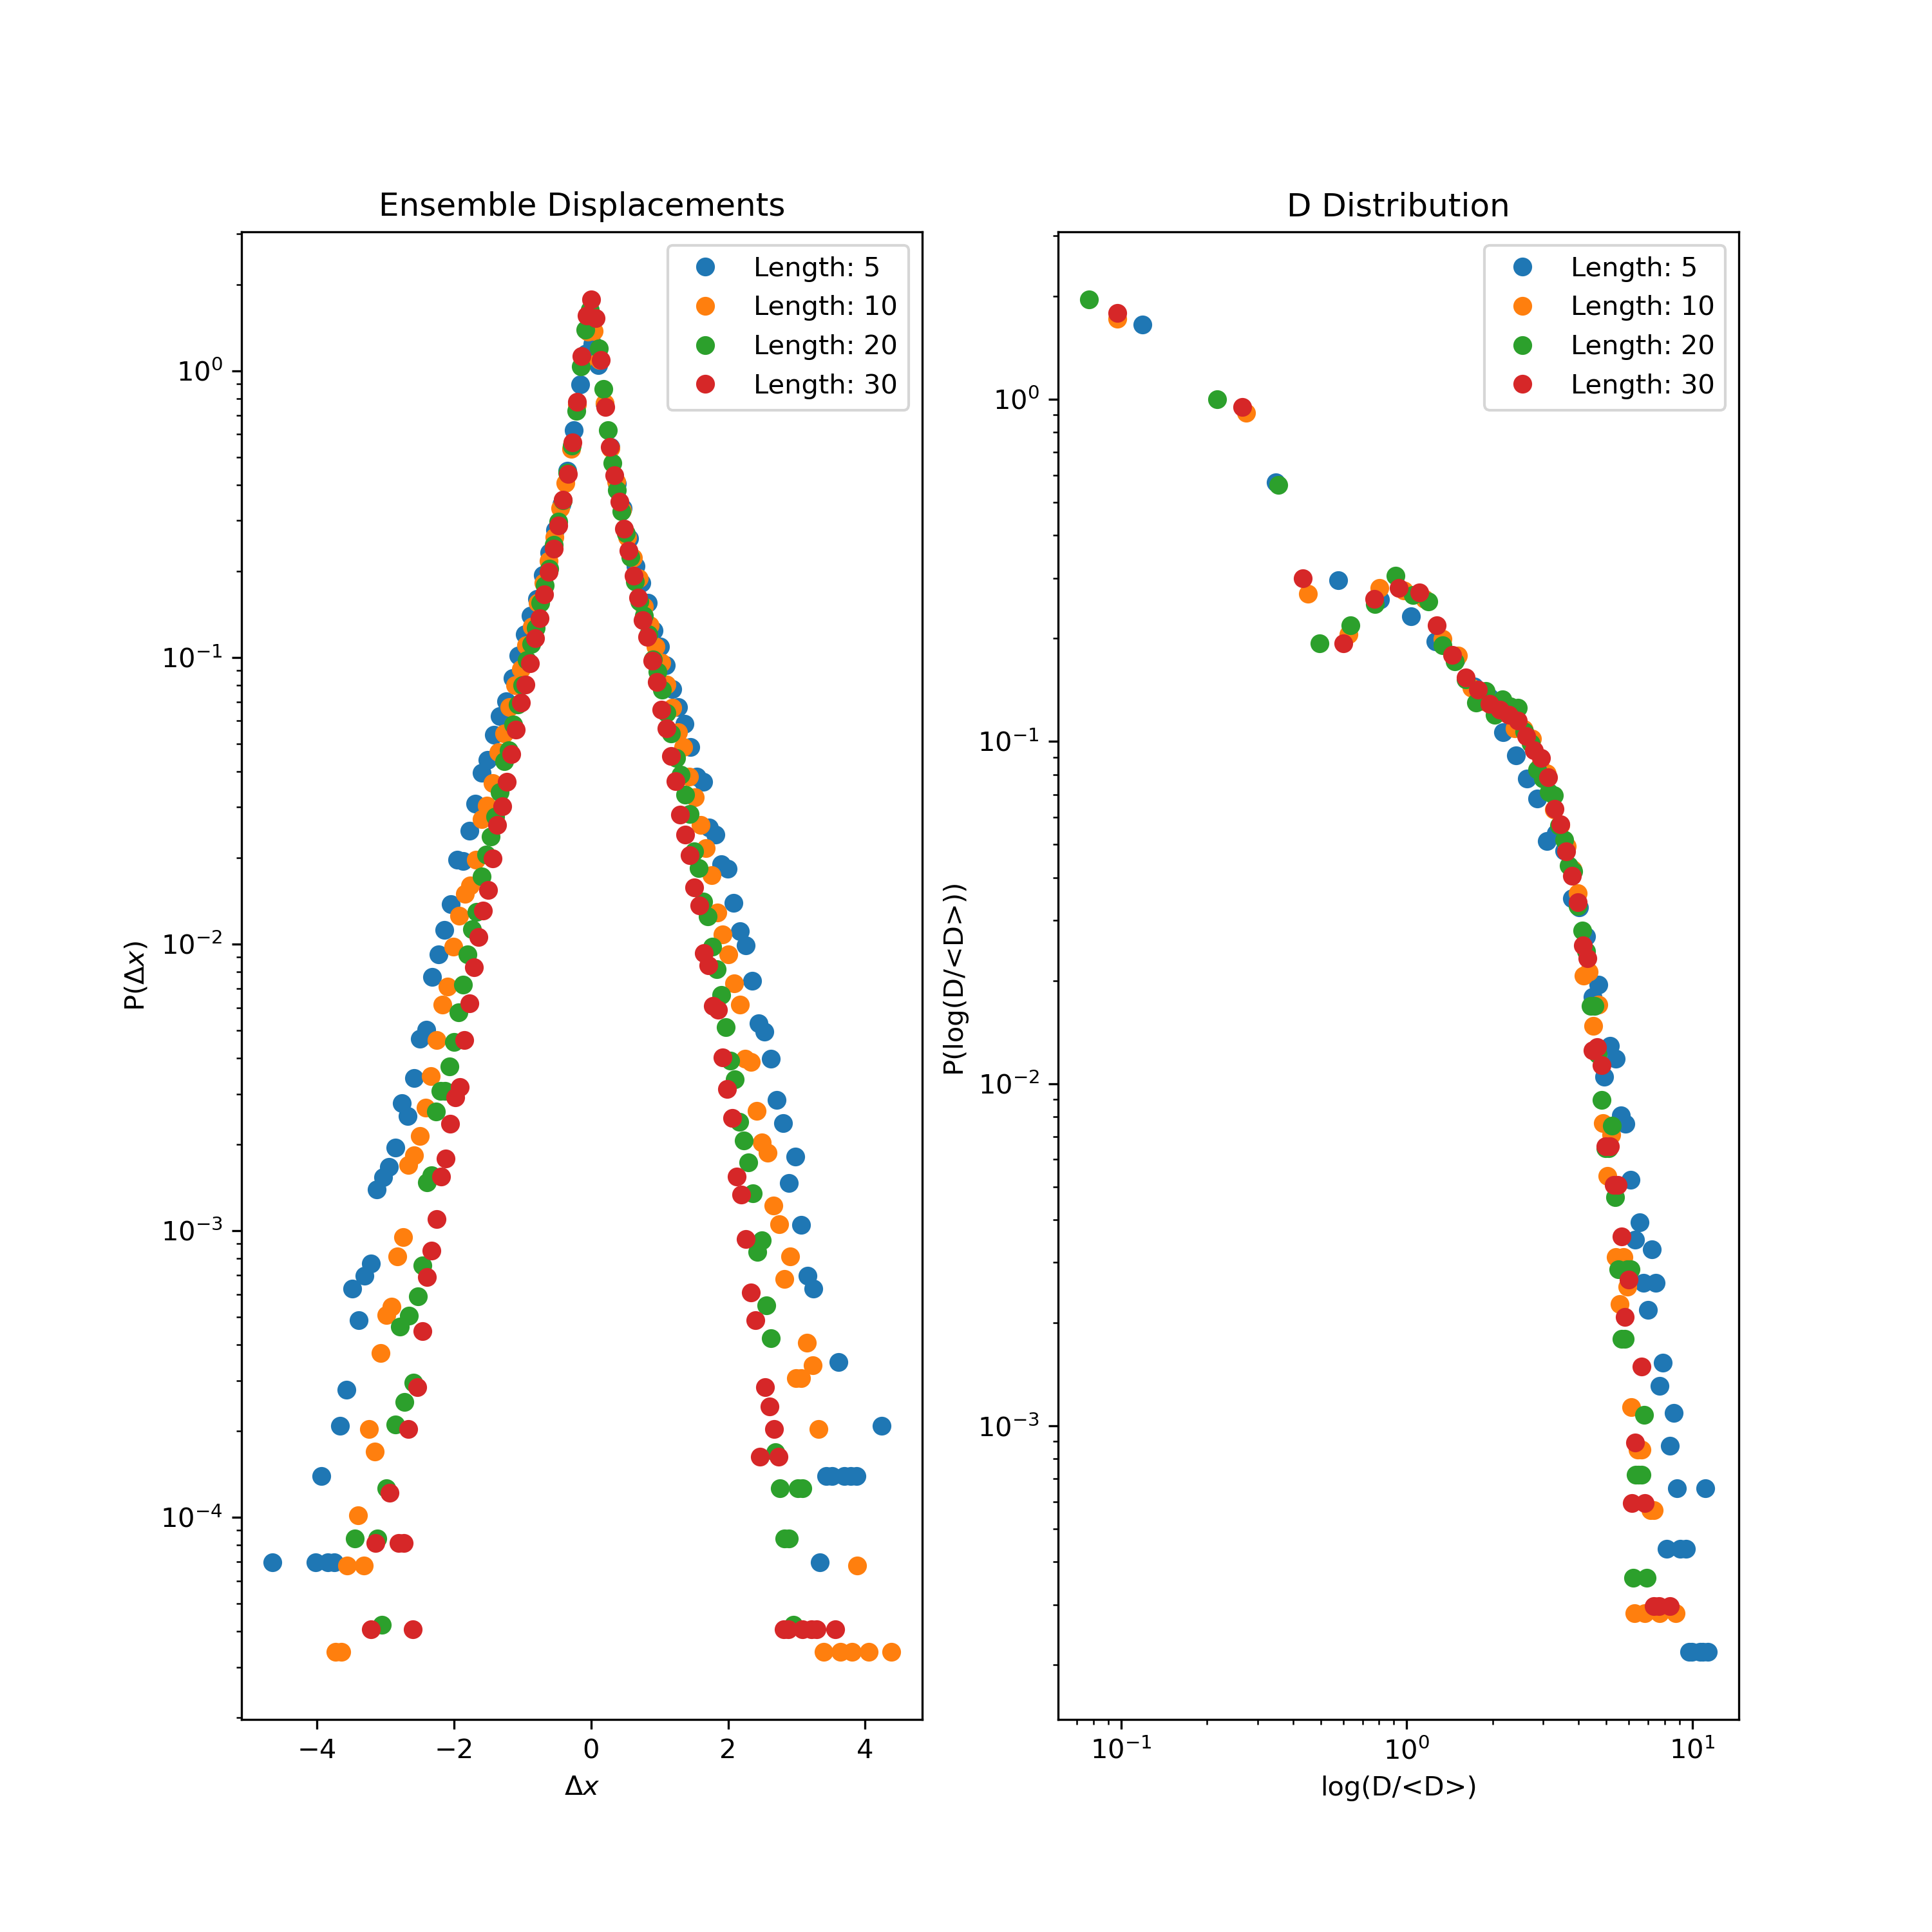 Ensemble Displacements
Length: 5
Length: 10
Length: 20
Length: 30
10⁰
10⁻¹
10⁻²
10⁻³
10⁻⁴
P(Δx)
−4 −2 0 2 4
Δx
D Distribution
Length: 5
Length: 10
Length: 20
Length: 30
10⁰
10⁻¹
10⁻²
10⁻³
P(log(D/<D>))
10⁻¹ 10⁰ 10¹
log(D/<D>)